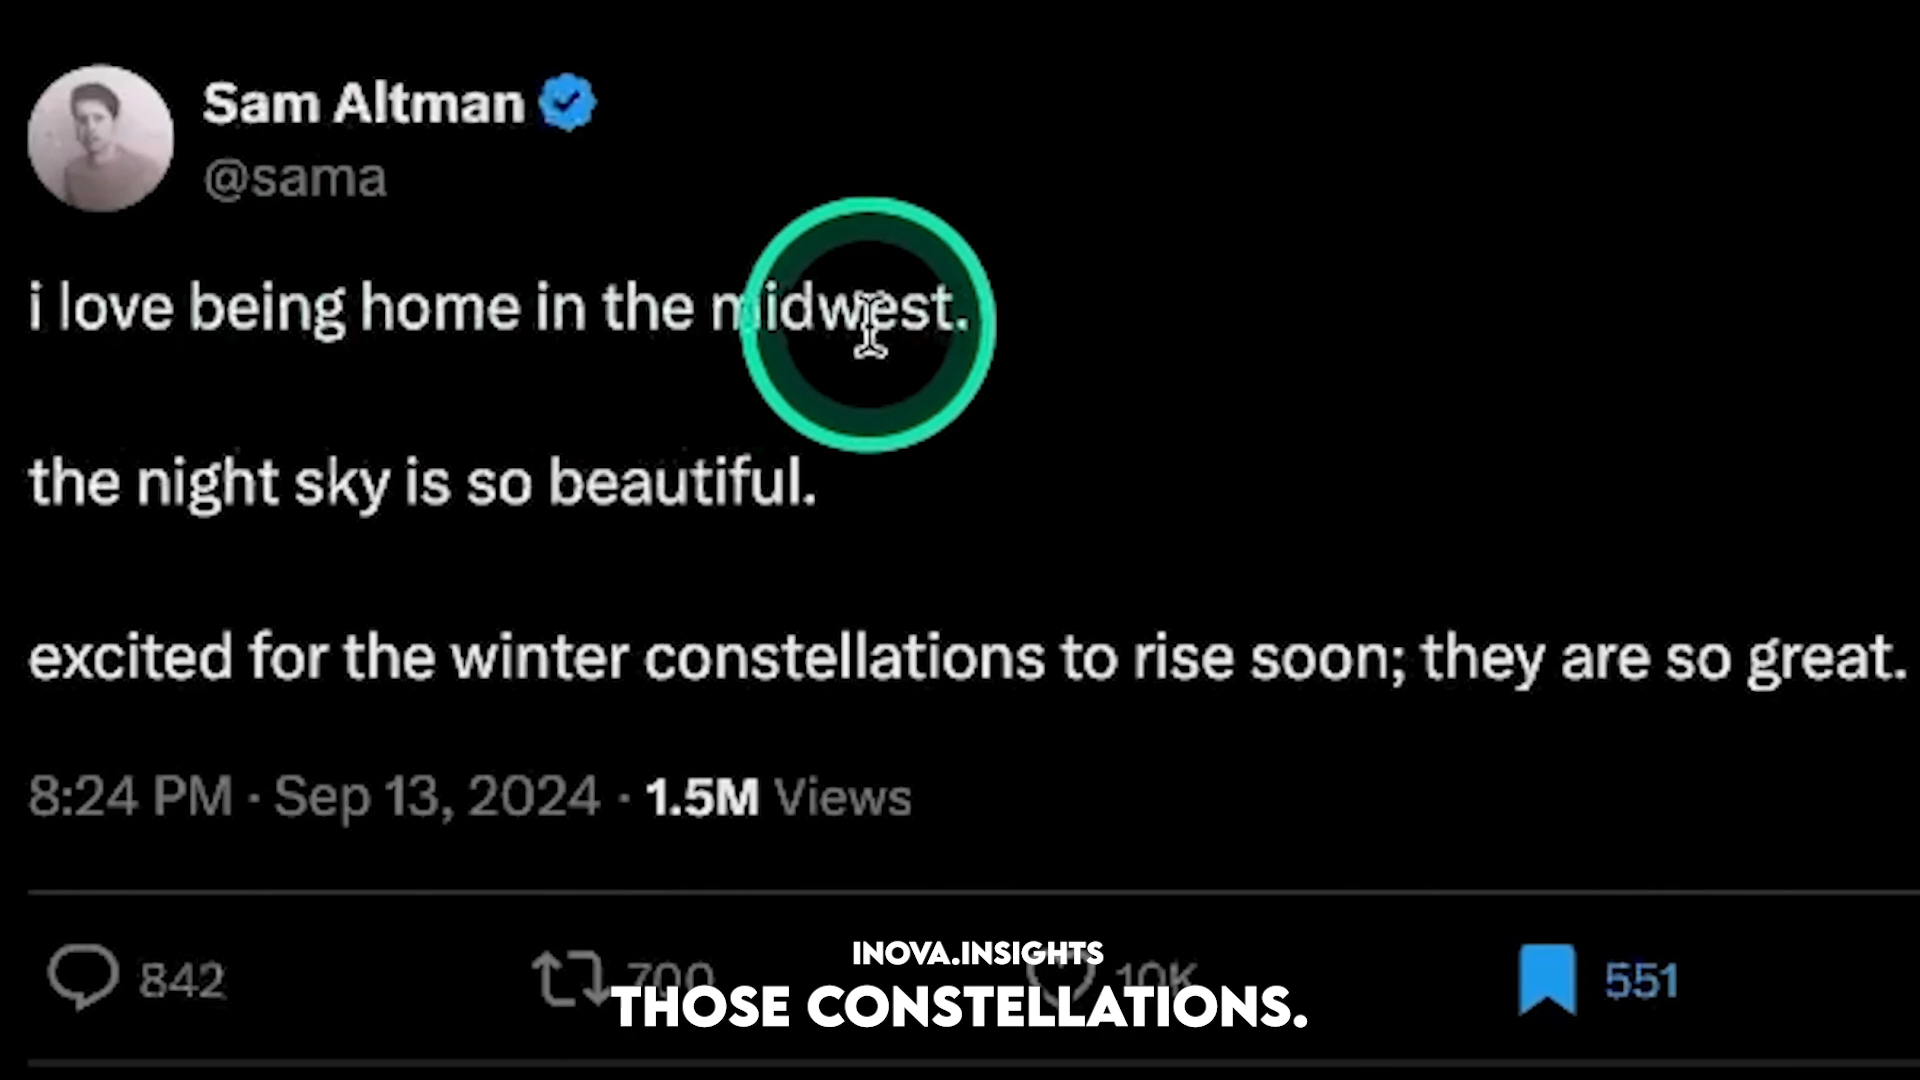 Sam Altman
@sama
i love being home in the midwest.
the night sky is so beautiful.
excited for the winter constellations to rise soon; they are so great.
8:24 PM · Sep 13, 2024 · 1.5M Views
842 700 10K 551
INOVA.INSIGHTS
THOSE CONSTELLATIONS.